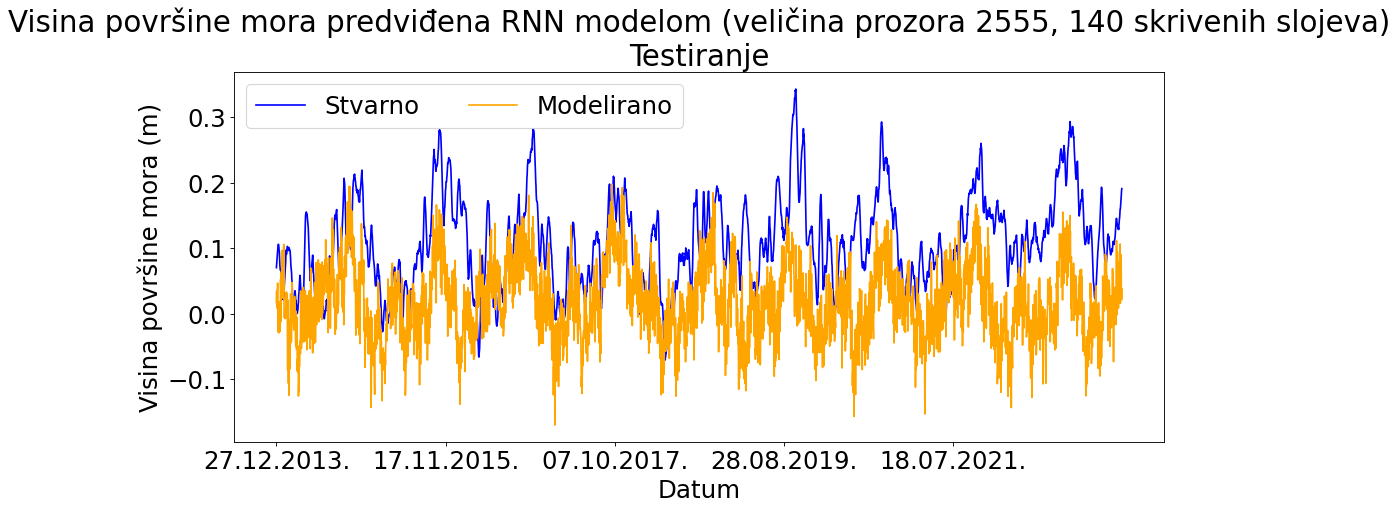 Visina površine mora predviđena RNN modelom (veličina prozora 2555, 140 skrivenih slojeva)
Testiranje
Stvarno
Modelirano
Visina površine mora (m)
0.3
0.2
0.1
0.0
−0.1
27.12.2013.
17.11.2015.
07.10.2017.
28.08.2019.
18.07.2021.
Datum